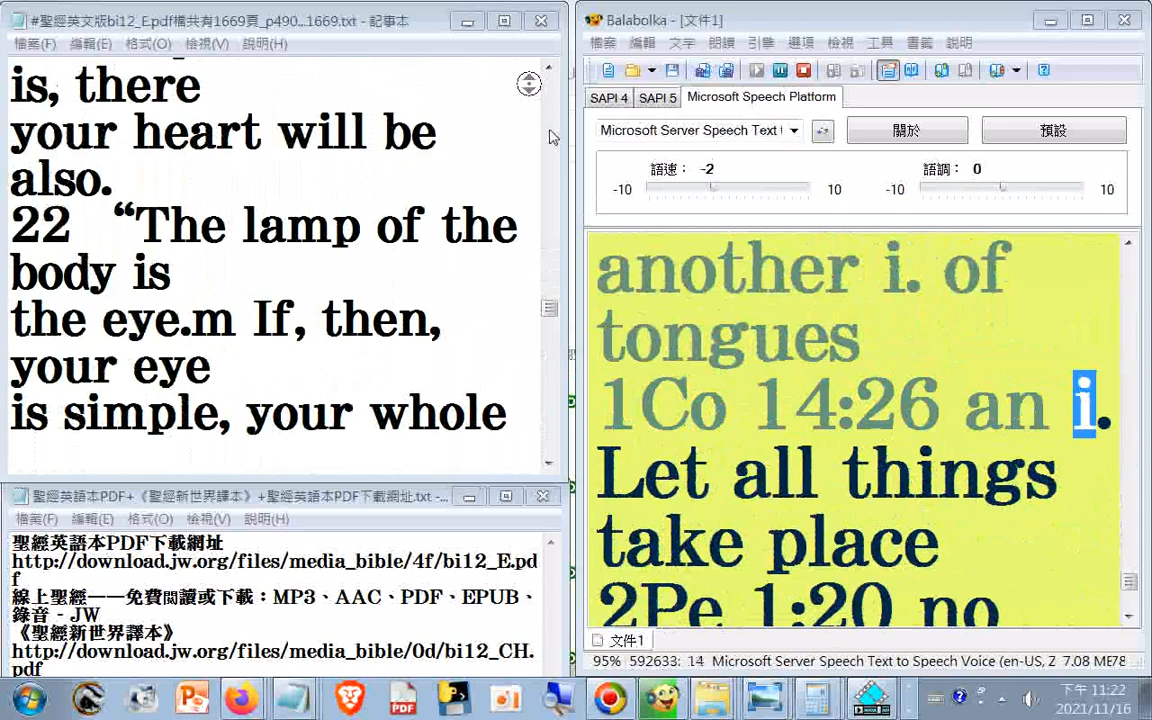 #聖經英文版bi12_E.pdf檔共有1669頁_p490...1669.txt - 記事本
檔案(F) 編輯(E) 格式(O) 檢視(V) 說明(H)
is, there
your heart will be
also.
22 “The lamp of the
body is
the eye.m If, then,
your eye
is simple, your whole
聖經英語本PDF+《聖經新世界譯本》+聖經英語本PDF下載網址.txt -...
檔案(F) 編輯(E) 格式(O) 檢視(V) 說明(H)
聖經英語本PDF下載網址
http://download.jw.org/files/media_bible/4f/bi12_E.pd
f
線上聖經——免費閱讀或下載：MP3、AAC、PDF、EPUB、
錄音 - JW
《聖經新世界譯本》
http://download.jw.org/files/media_bible/0d/bi12_CH.
pdf
Balabolka - [文件1]
檔案 編輯 文字 朗讀 引擎 選項 檢視 工具 書籤 說明
SAPI 4 SAPI 5 Microsoft Speech Platform
Microsoft Server Speech Text 關於 預設
語速： -2 語調： 0
-10 10 -10 10
another i. of
tongues
1Co 14:26 an i.
Let all things
take place
2Pe 1:20 no
文件1
95% 592633: 14 Microsoft Server Speech Text to Speech Voice (en-US, Z 7.08 ME78
下午 11:22
2021/11/16